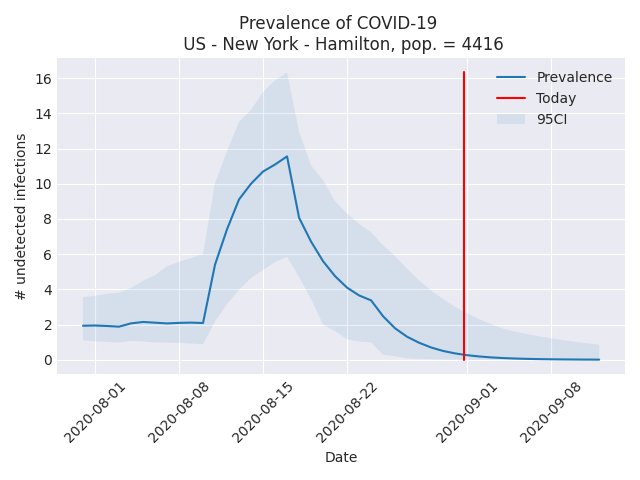 Prevalence of COVID-19
US - New York - Hamilton, pop. = 4416
# undetected infections
16
14
12
10
8
6
4
2
0
Prevalence
Today
95CI
2020-08-01
2020-08-08
2020-08-15
2020-08-22
2020-09-01
2020-09-08
Date